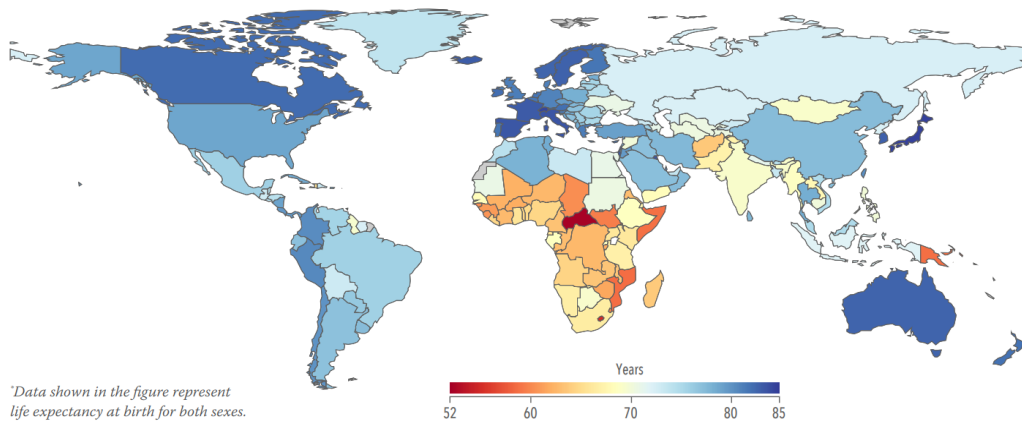 *Data shown in the figure represent
life expectancy at birth for both sexes.
Years
52 60 70 80 85